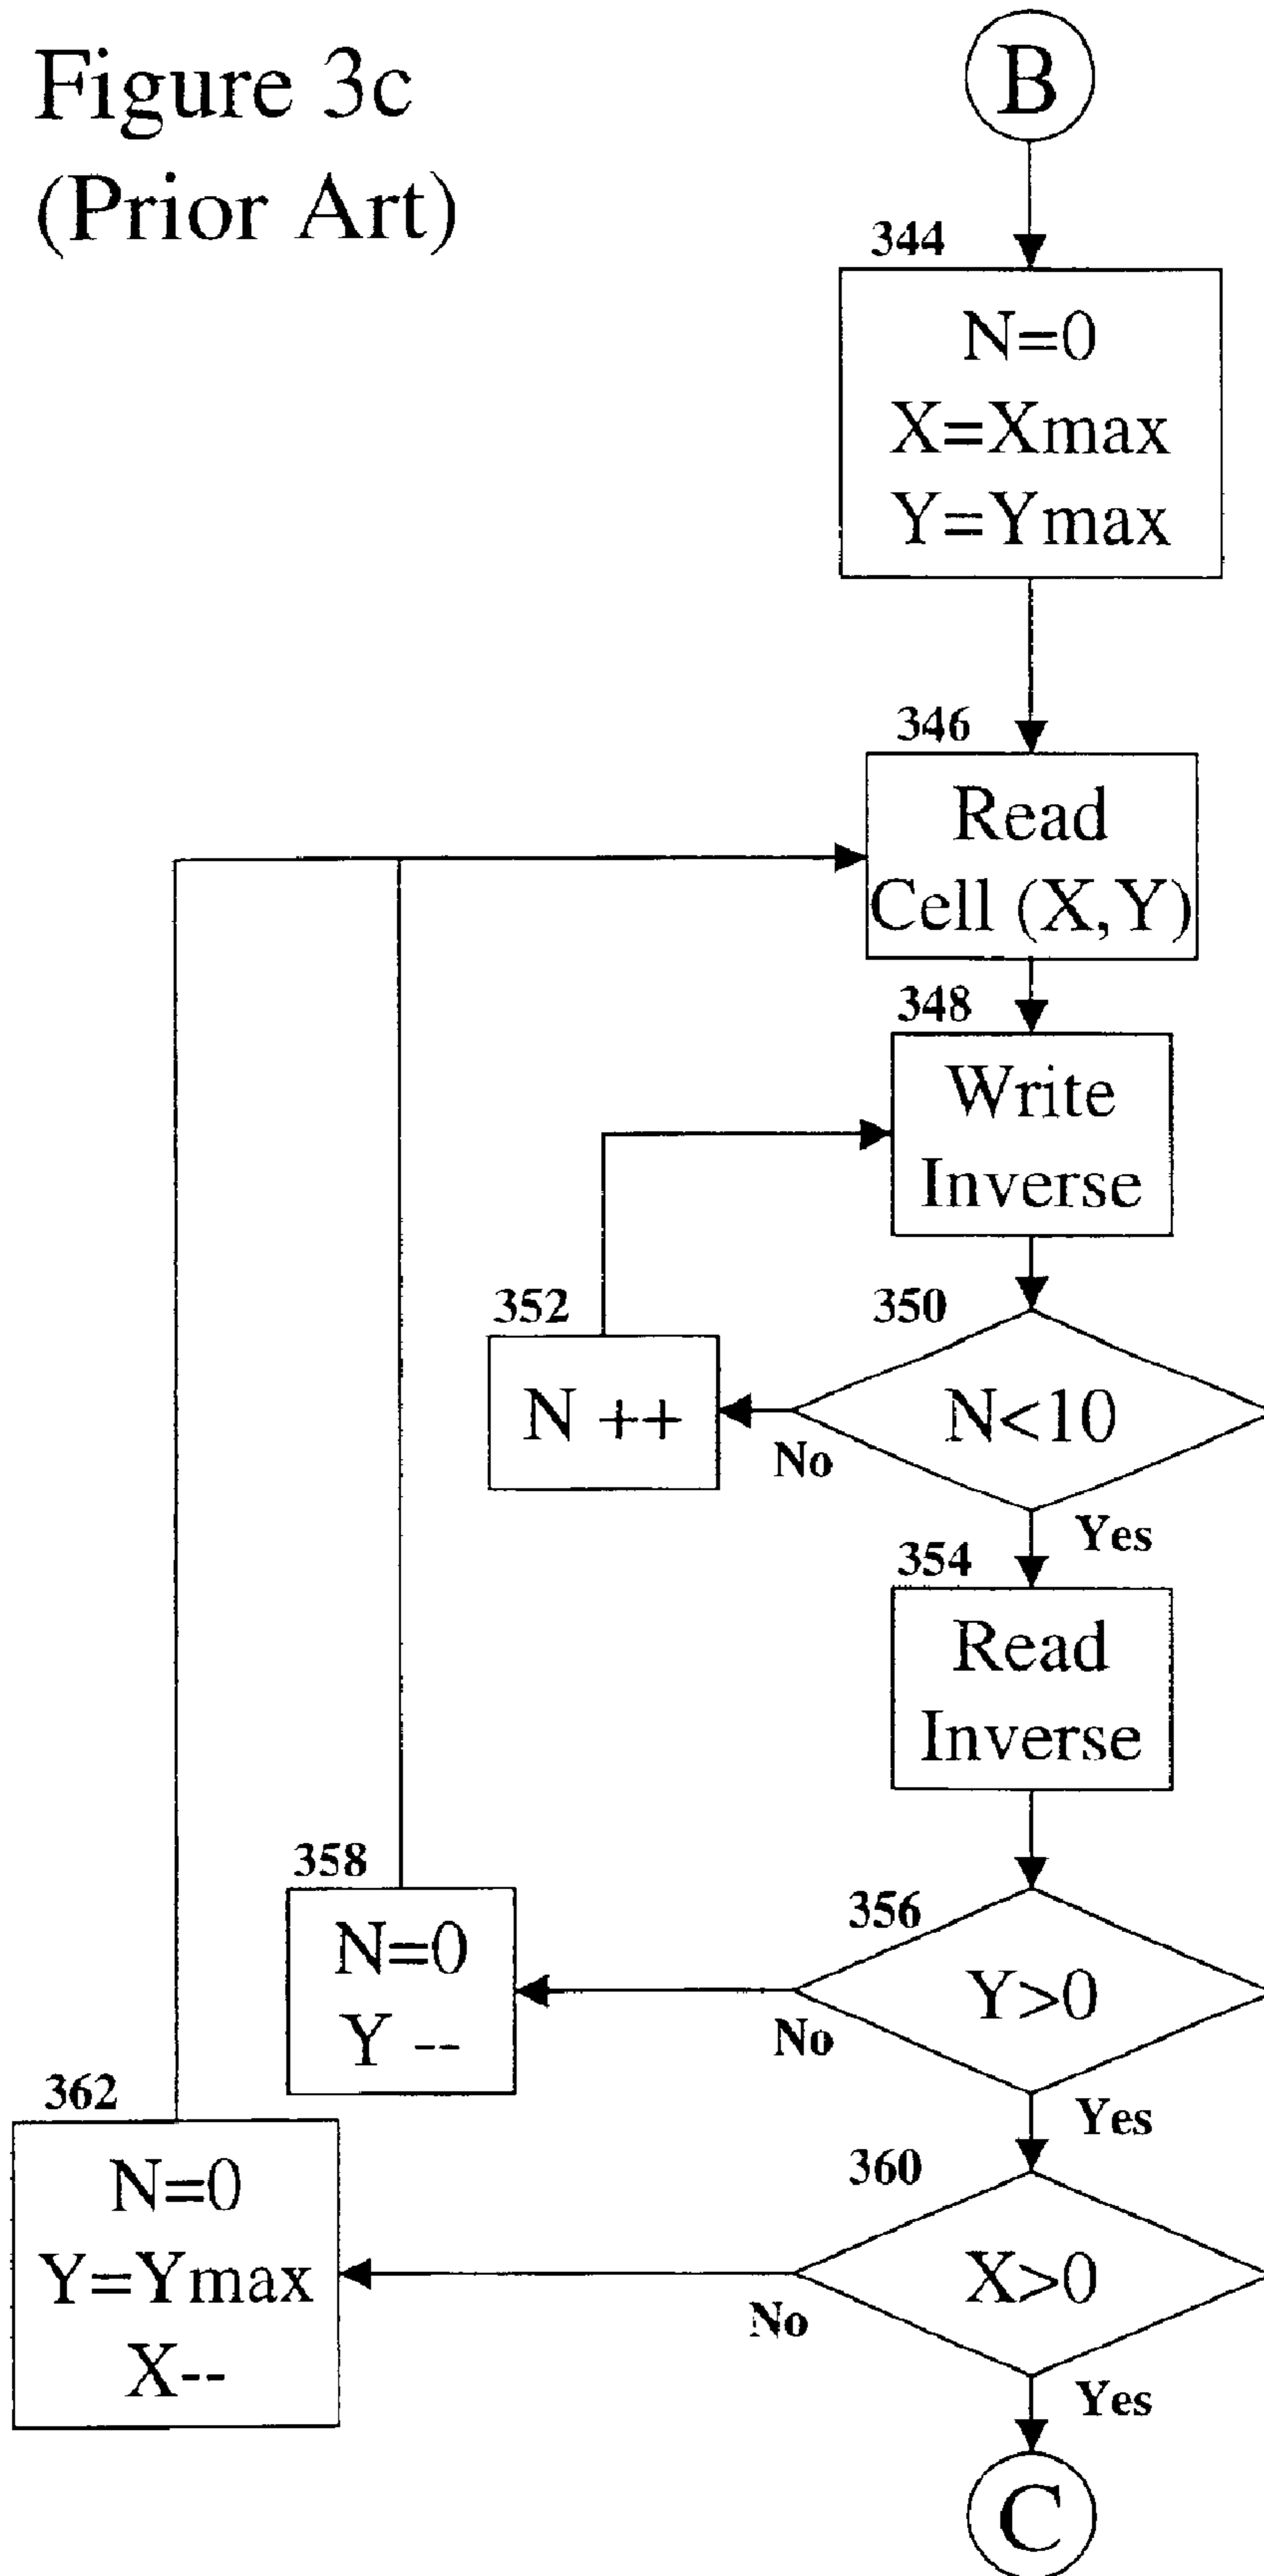 Figure 3c
(Prior Art)
B
344
N=0
X=Xmax
Y=Ymax
346
Read
Cell (X,Y)
348
Write
Inverse
352
N ++
350
N<10
No
Yes
354
Read
Inverse
358
N=0
Y --
356
Y>0
No
Yes
362
N=0
Y=Ymax
X--
360
X>0
No
Yes
C